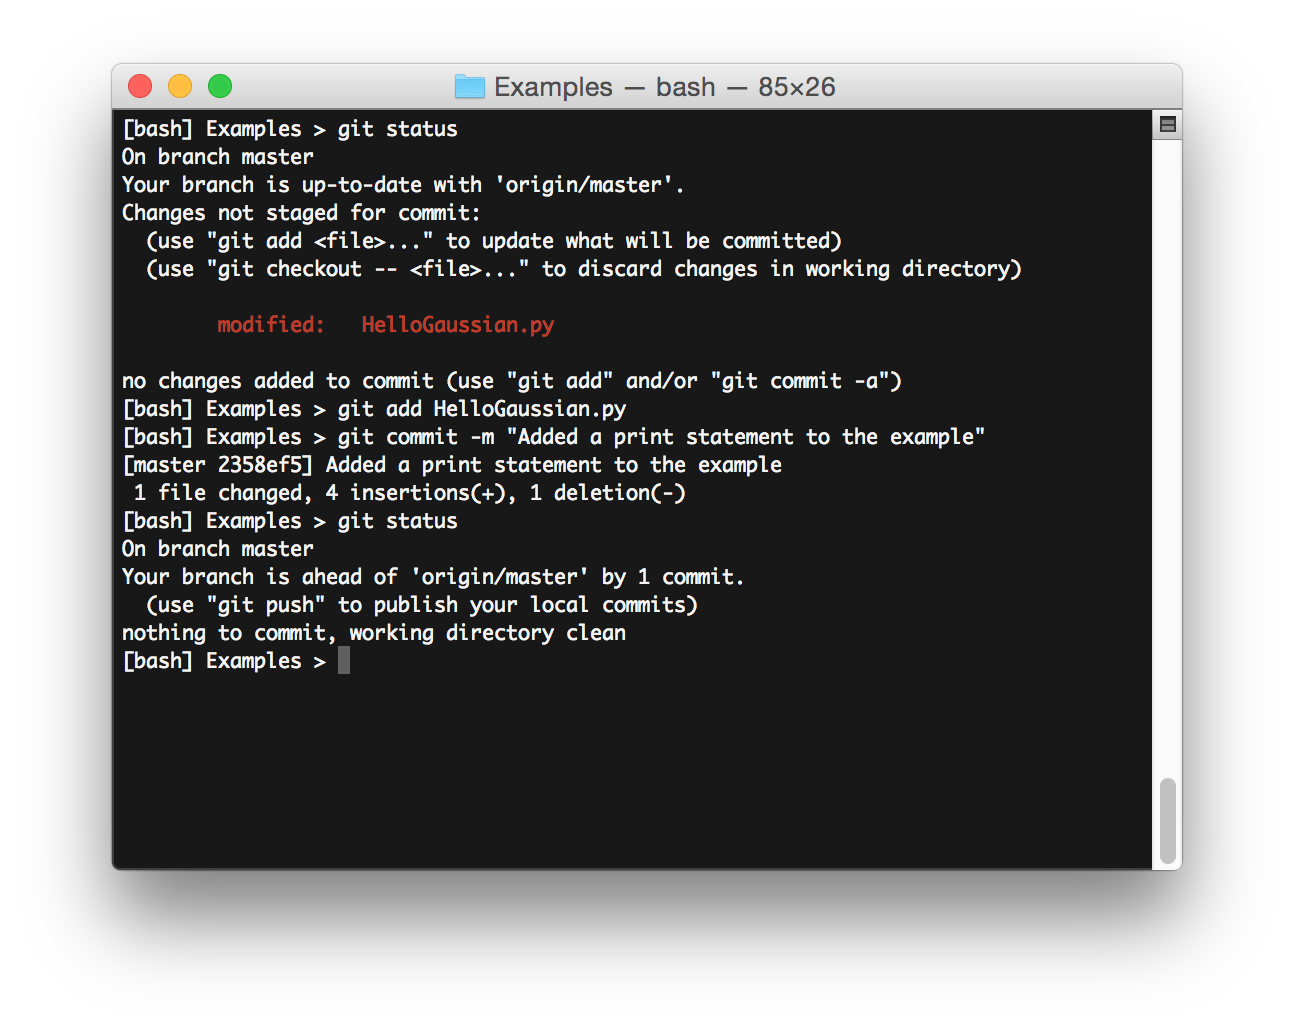 Examples — bash — 85×26
[bash] Examples > git status
On branch master
Your branch is up-to-date with 'origin/master'.
Changes not staged for commit:
  (use "git add <file>..." to update what will be committed)
  (use "git checkout -- <file>..." to discard changes in working directory)

        modified:   HelloGaussian.py

no changes added to commit (use "git add" and/or "git commit -a")
[bash] Examples > git add HelloGaussian.py
[bash] Examples > git commit -m "Added a print statement to the example"
[master 2358ef5] Added a print statement to the example
 1 file changed, 4 insertions(+), 1 deletion(-)
[bash] Examples > git status
On branch master
Your branch is ahead of 'origin/master' by 1 commit.
  (use "git push" to publish your local commits)
nothing to commit, working directory clean
[bash] Examples >